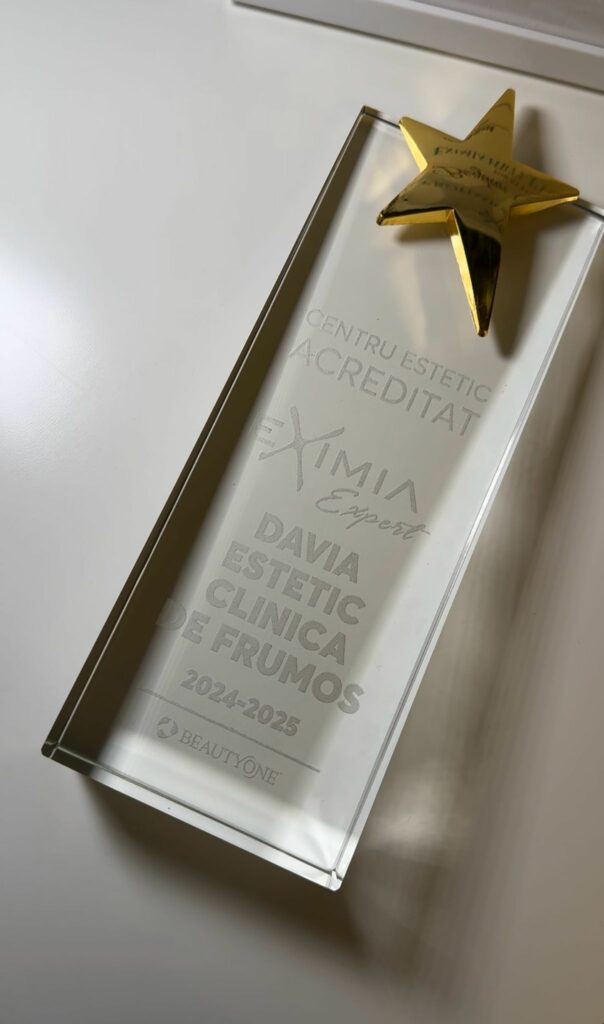 CENTRU ESTETIC
ACREDITAT
EXIMIA
Expert
DAVIA
ESTETIC
CLINICA
DE FRUMOS
2024-2025
BEAUTYONE